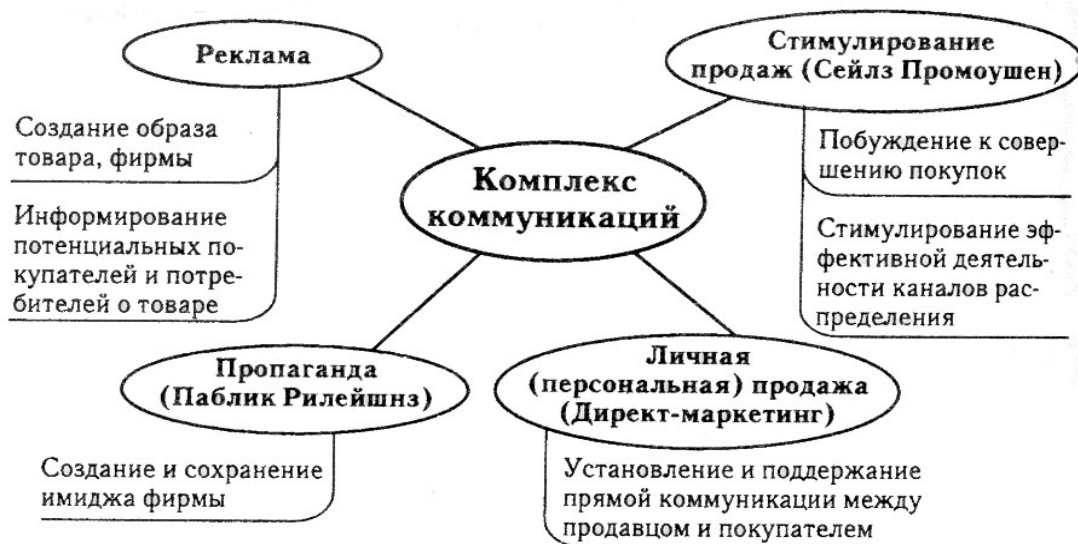 Реклама
Создание образа
товара, фирмы
Информирование
потенциальных по-
купателей и потре-
бителей о товаре
Стимулирование
продаж (Сейлз Промоушен)
Побуждение к совер-
шению покупок
Стимулирование эф-
фективной деятель-
ности каналов рас-
пределения
Комплекс
коммуникаций
Пропаганда
(Паблик Рилейшнз)
Создание и сохранение
имиджа фирмы
Личная
(персональная) продажа
(Директ-маркетинг)
Установление и поддержание
прямой коммуникации между
продавцом и покупателем